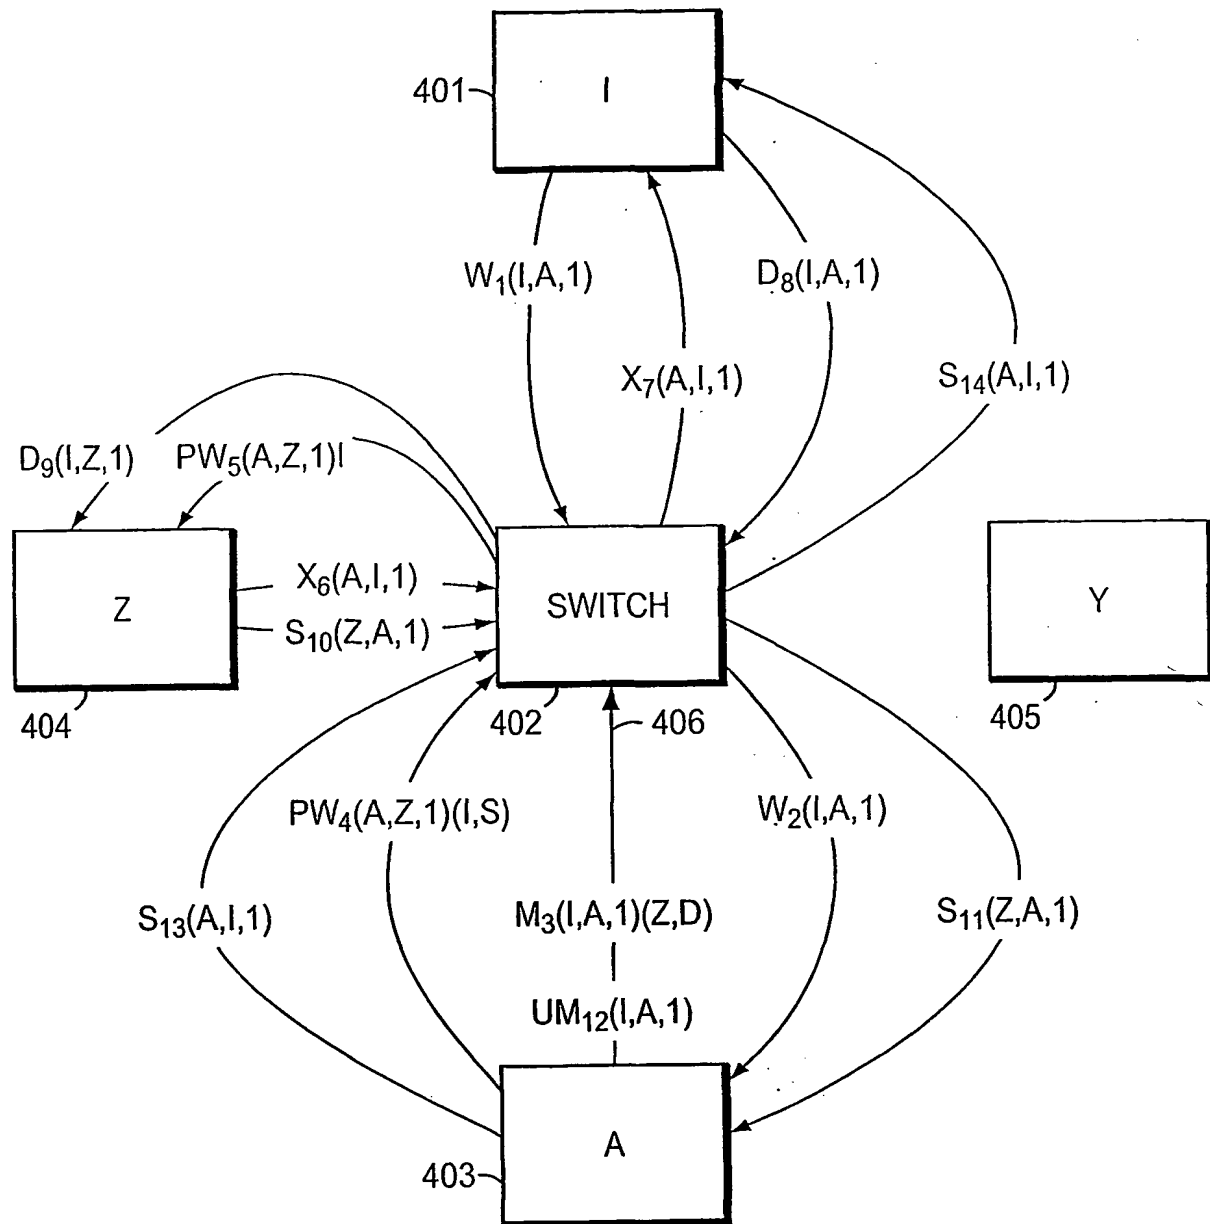 I
401
W₁(I,A,1)
D₈(I,A,1)
X₇(A,I,1)
S₁₄(A,I,1)
D₉(I,Z,1)
PW₅(A,Z,1)I
Z
X₆(A,I,1)
S₁₀(Z,A,1)
SWITCH
Y
404
402
406
405
PW₄(A,Z,1)(I,S)
W₂(I,A,1)
S₁₃(A,I,1)
M₃(I,A,1)(Z,D)
S₁₁(Z,A,1)
UM₁₂(I,A,1)
A
403